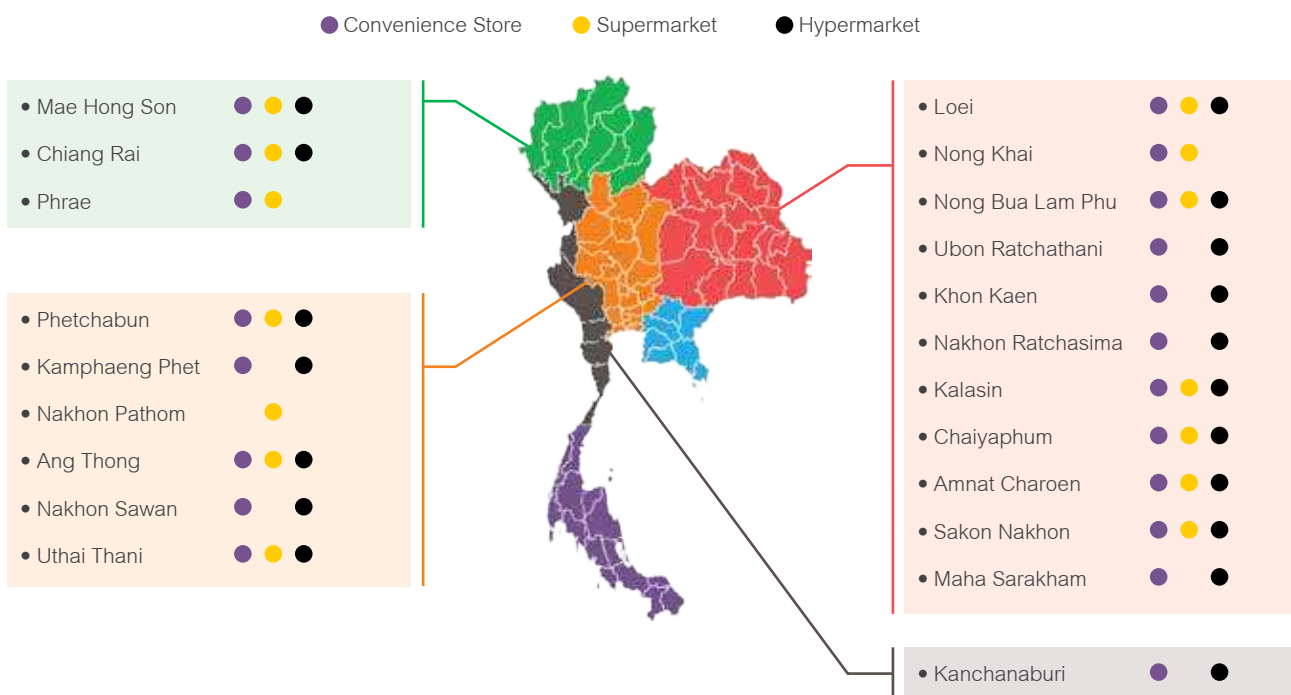 Convenience Store Supermarket Hypermarket
• Mae Hong Son
• Chiang Rai
• Phrae
• Phetchabun
• Kamphaeng Phet
• Nakhon Pathom
• Ang Thong
• Nakhon Sawan
• Uthai Thani
• Loei
• Nong Khai
• Nong Bua Lam Phu
• Ubon Ratchathani
• Khon Kaen
• Nakhon Ratchasima
• Kalasin
• Chaiyaphum
• Amnat Charoen
• Sakon Nakhon
• Maha Sarakham
• Kanchanaburi